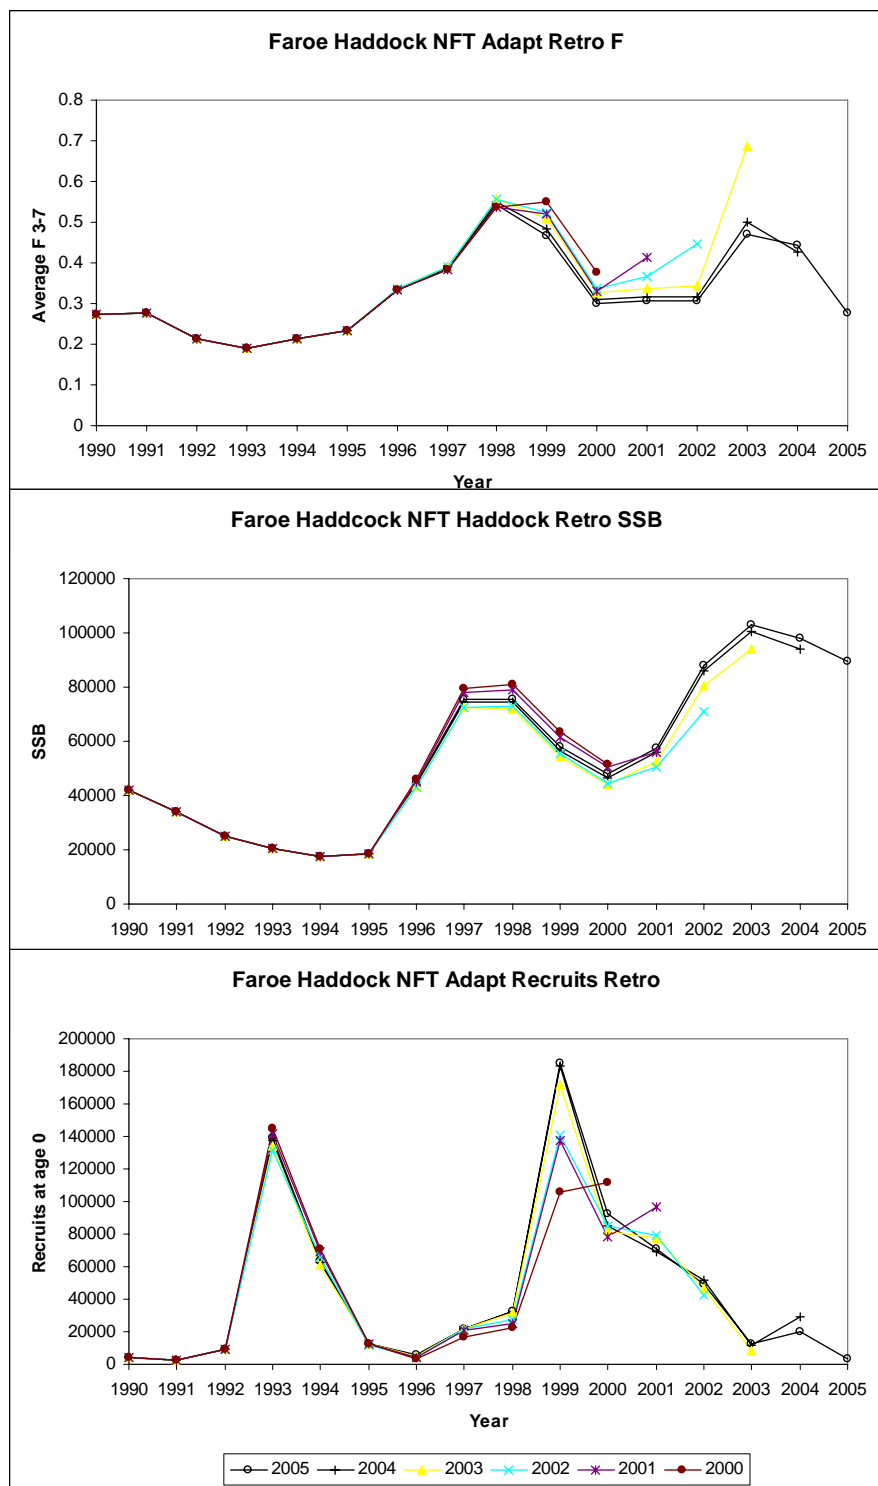 Faroe Haddock NFT Adapt Retro F
0.8
0.7
0.6
0.5
0.4
0.3
0.2
0.1
0
Average F 3-7
1990 1991 1992 1993 1994 1995 1996 1997 1998 1999 2000 2001 2002 2003 2004 2005
Year
Faroe Haddcock NFT Haddock Retro SSB
120000
100000
80000
60000
40000
20000
0
SSB
1990 1991 1992 1993 1994 1995 1996 1997 1998 1999 2000 2001 2002 2003 2004 2005
Faroe Haddock NFT Adapt Recruits Retro
200000
180000
160000
140000
120000
100000
80000
60000
40000
20000
0
Recruits at age 0
1990 1991 1992 1993 1994 1995 1996 1997 1998 1999 2000 2001 2002 2003 2004 2005
Year
2005 2004 2003 2002 2001 2000